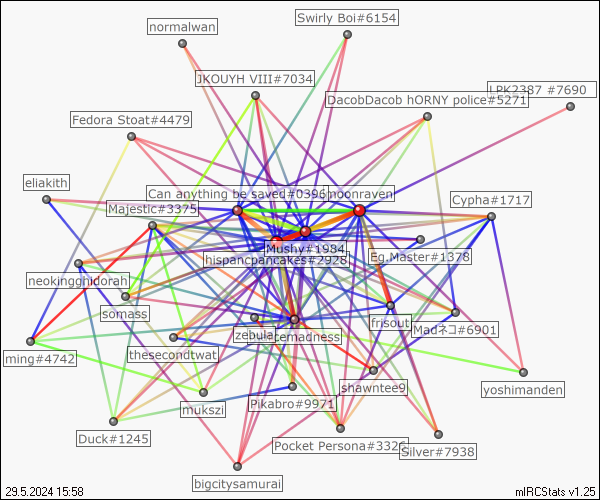 normalwan
Swirly Boi#6154
JKOUYH VIII#7034
LPK2387 #7690
DacobDacob hORNY police#5271
Fedora Stoat#4479
eliakith
Can anything be saved#0396
moonraven
Cypha#1717
Majestic#3375
Mushy#1984
Eg.Master#1378
hispancpancakes#2928
neokingghidorah
somass
frisout
Madネコ#6901
zebula
cemadness
ming#4742
thesecondtwat
shawntee9
yoshimanden
mukszi
Pikabro#9971
Duck#1245
Pocket Persona#3326
Silver#7938
bigcitysamurai
29.5.2024 15:58
mIRCStats v1.25